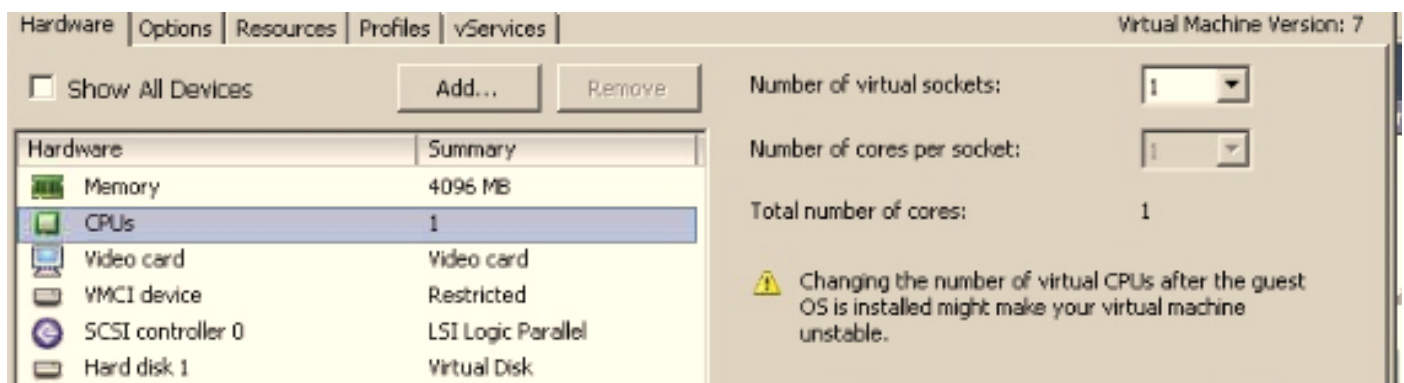 Hardware Options Resources Profiles vServices Virtual Machine Version: 7
Show All Devices Add... Remove
Number of virtual sockets: 1
Hardware Summary
Number of cores per socket: 1
Memory 4096 MB
CPUs 1
Total number of cores: 1
Video card Video card
VMCI device Restricted
SCSI controller 0 LSI Logic Parallel
Hard disk 1 Virtual Disk
Changing the number of virtual CPUs after the guest
OS is installed might make your virtual machine
unstable.